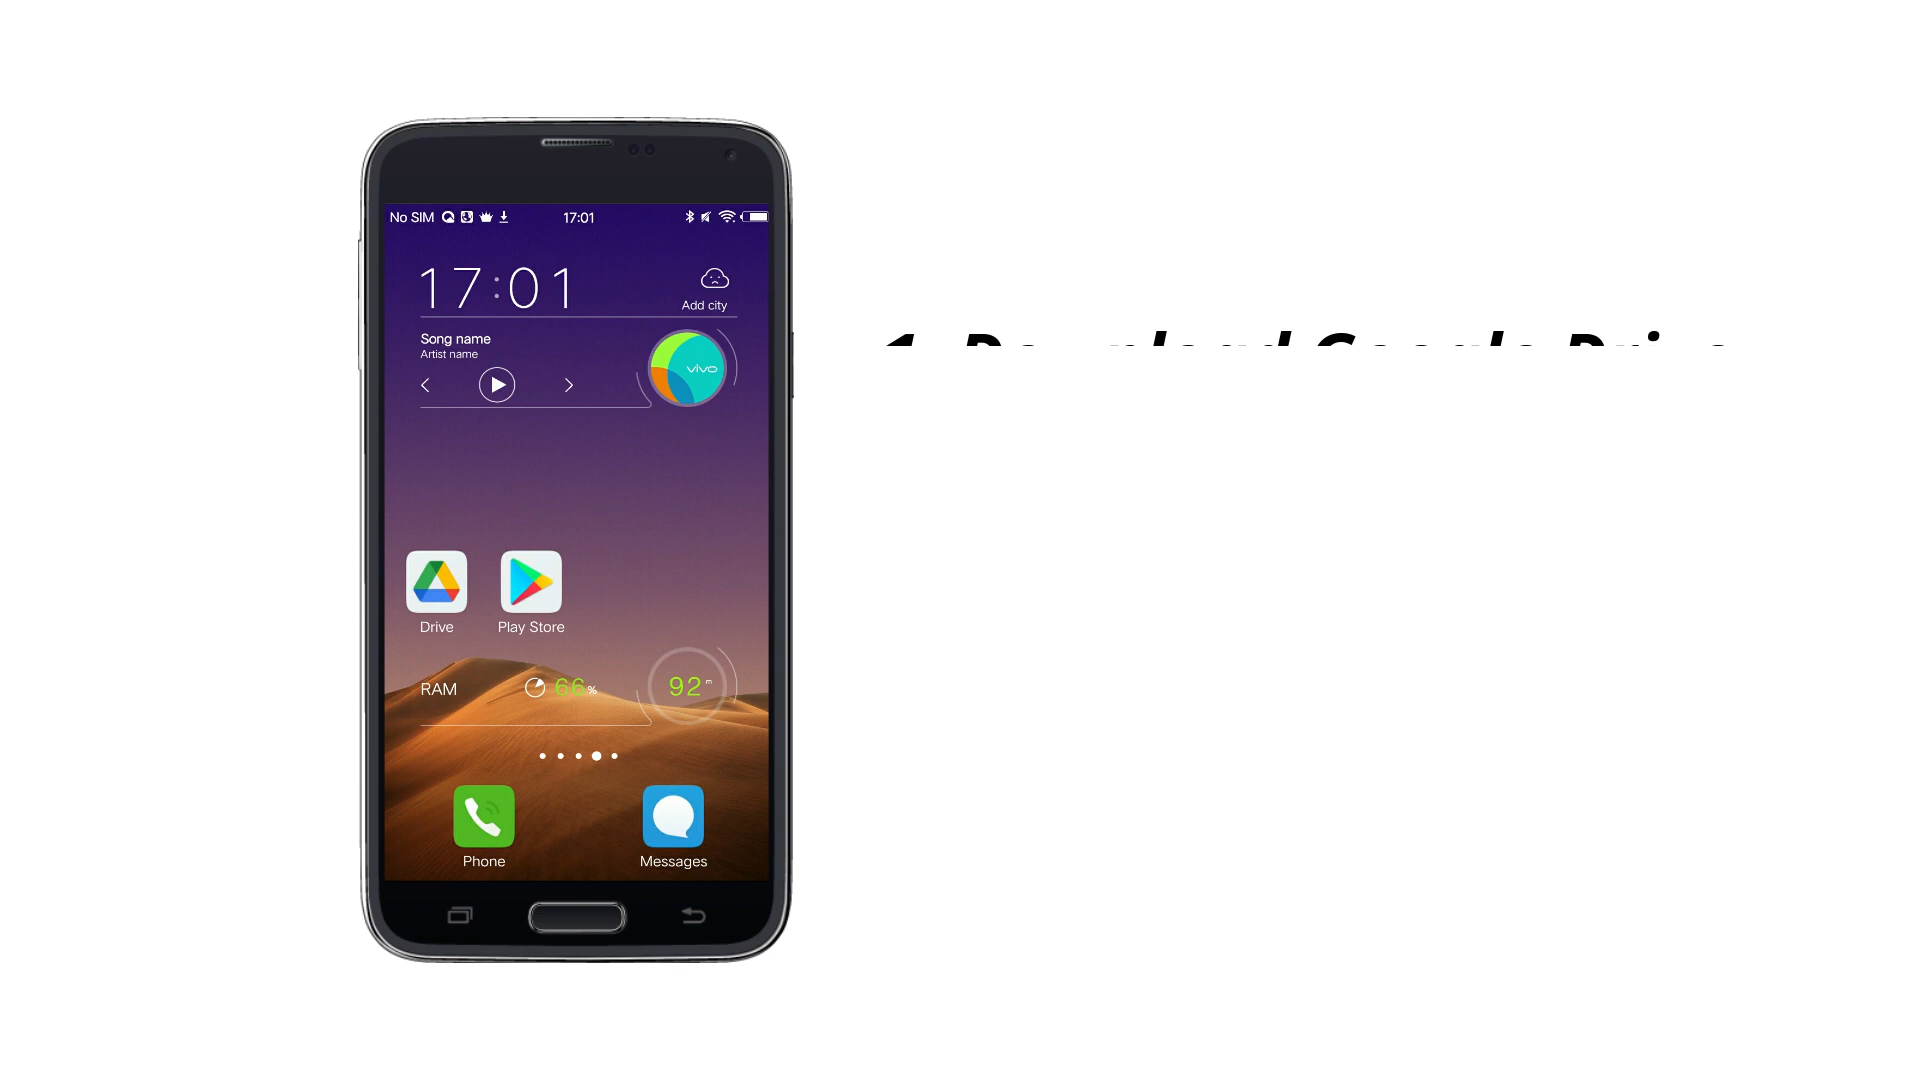 No SIM 17:01
17:01
Add city
Song name
Artist name
vivo
Drive Play Store
RAM 66% 92m
Phone Messages